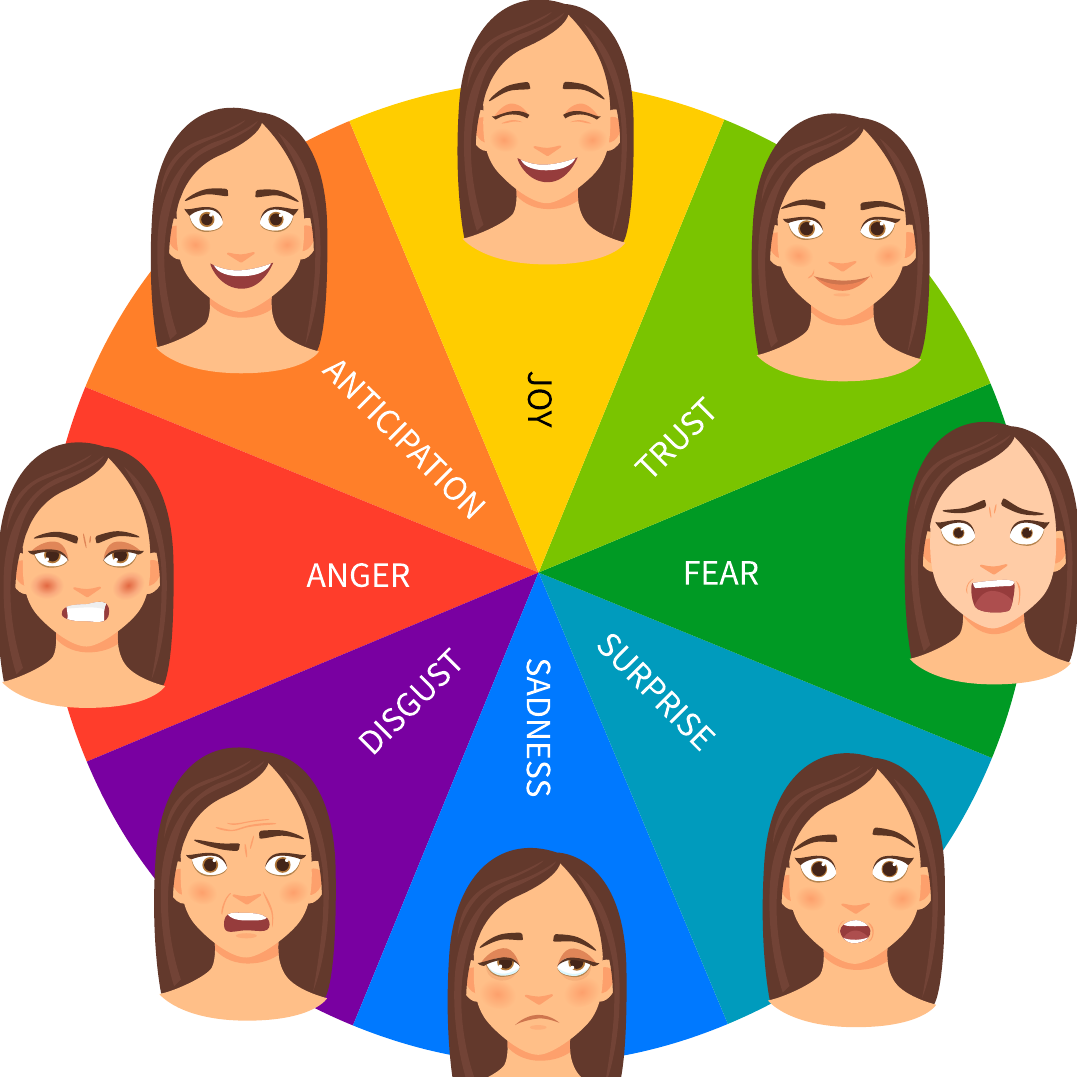 JOY
TRUST
FEAR
SURPRISE
SADNESS
DISGUST
ANGER
ANTICIPATION